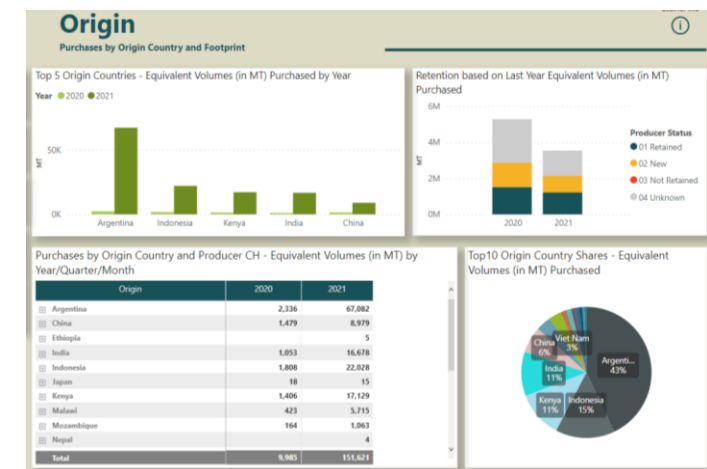 Origin
Purchases by Origin Country and Footprint
Top 5 Origin Countries - Equivalent Volumes (in MT) Purchased by Year
Year 2020 2021
50K
MT
0K
Argentina Indonesia Kenya India China
Retention based on Last Year Equivalent Volumes (in MT)
Purchased
6M
4M
MT
2M
0M
2020 2021
Producer Status
01 Retained
02 New
03 Not Retained
04 Unknown
Purchases by Origin Country and Producer CH - Equivalent Volumes (in MT) by
Year/Quarter/Month
Origin 2020 2021
Argentina 2,336 67,082
China 1,479 8,979
Ethiopia 5
India 1,053 16,678
Indonesia 1,808 22,028
Japan 18 15
Kenya 1,406 17,129
Malawi 423 5,715
Mozambique 164 1,063
Nepal 4
Total 9,985 151,621
Top10 Origin Country Shares - Equivalent
Volumes (in MT) Purchased
China
6%
Viet Nam
3%
Argenti...
43%
India
11%
Kenya
11%
Indonesia
15%